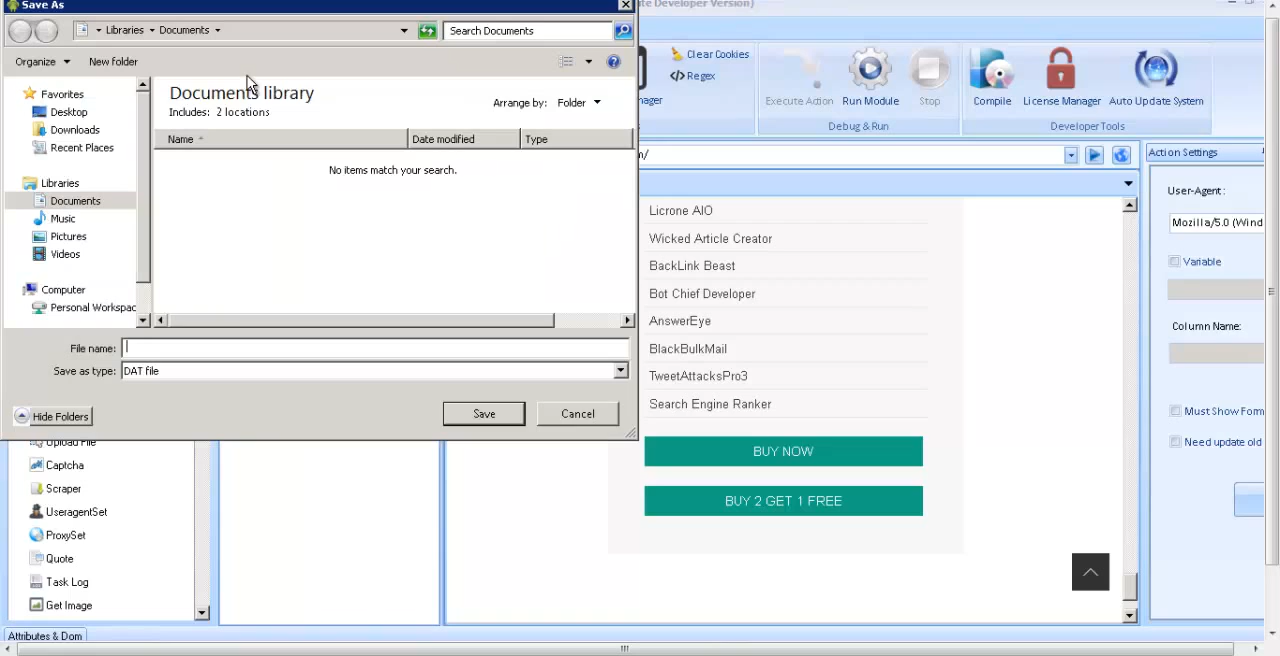 Save As
te Developer Version)
Libraries
Documents
Search Documents
Organize
New folder
Clear Cookies
Regex
nager
Execute Action
Run Module
Stop
Compile
License Manager
Auto Update System
Debug & Run
Developer Tools
Favorites
Desktop
Downloads
Recent Places
Libraries
Documents
Music
Pictures
Videos
Computer
Personal Workspac
Documents library
Includes: 2 locations
Arrange by: Folder
Name
Date modified
Type
No items match your search.
File name:
Save as type:
DAT file
Hide Folders
Save
Cancel
m/
Action Settings
User-Agent:
Mozilla/5.0 (Wind
Variable
Column Name:
Must Show Form
Need update old
Licrone AIO
Wicked Article Creator
BackLink Beast
Bot Chief Developer
AnswerEye
BlackBulkMail
TweetAttacksPro3
Search Engine Ranker
BUY NOW
BUY 2 GET 1 FREE
Upload File
Captcha
Scraper
UseragentSet
ProxySet
Quote
Task Log
Get Image
Attributes & Dom